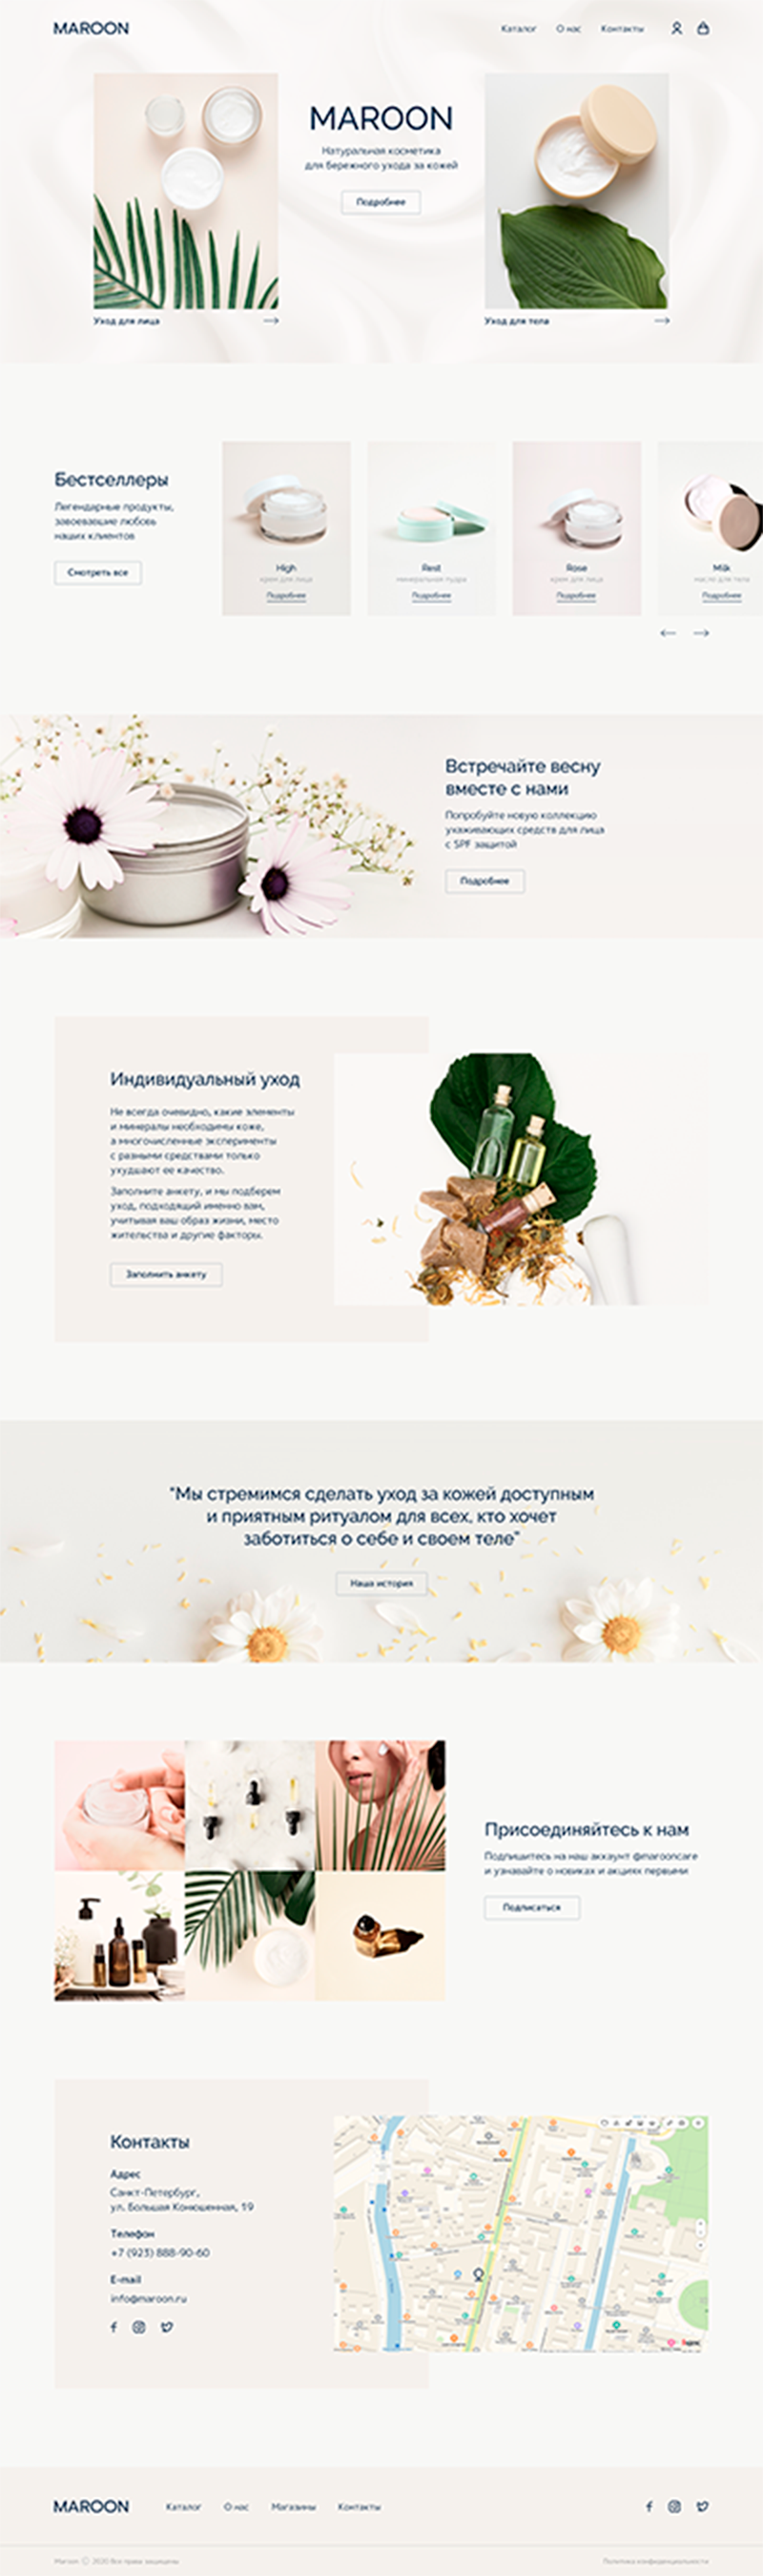 MAROON
Каталог О нас Контакты
MAROON
Натуральная косметика
для бережного ухода за кожей
Подробнее
Уход для лица
Уход для тела
Бестселлеры
Легендарные продукты,
завоевавшие любовь
наших клиентов
Смотреть все
High
крем для лица
Подробнее
Rest
минеральная пудра
Подробнее
Rose
крем для лица
Подробнее
Milk
масло для тела
Подробнее
Встречайте весну
вместе с нами
Попробуйте новую коллекцию
ухаживающих средств для лица
с SPF защитой
Подробнее
Индивидуальный уход
Не всегда очевидно, какие элементы
и минералы необходимы коже,
а многочисленные эксперименты
с разными средствами только
ухудшают ее качество.
Заполните анкету, и мы подберем
уход, подходящий именно вам,
учитывая ваш образ жизни, место
жительства и другие факторы.
Заполнить анкету
"Мы стремимся сделать уход за кожей доступным
и приятным ритуалом для всех, кто хочет
заботиться о себе и своем теле"
Наша история
Присоединяйтесь к нам
Подпишитесь на наш аккаунт @marooncare
и узнавайте о новиках и акциях первыми
Подписаться
Контакты
Адрес
Санкт-Петербург,
ул. Большая Конюшенная, 19
Телефон
+7 (923) 888-90-60
E-mail
info@maroon.ru
Яндекс
MAROON
Каталог О нас Магазины Контакты
Maroon © 2020 Все права защищены
Политика конфиденциальности